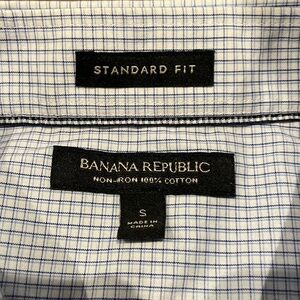 STANDARD FIT
BANANA REPUBLIC
NON-IRON 100% COTTON
S
MADE IN
CHINA